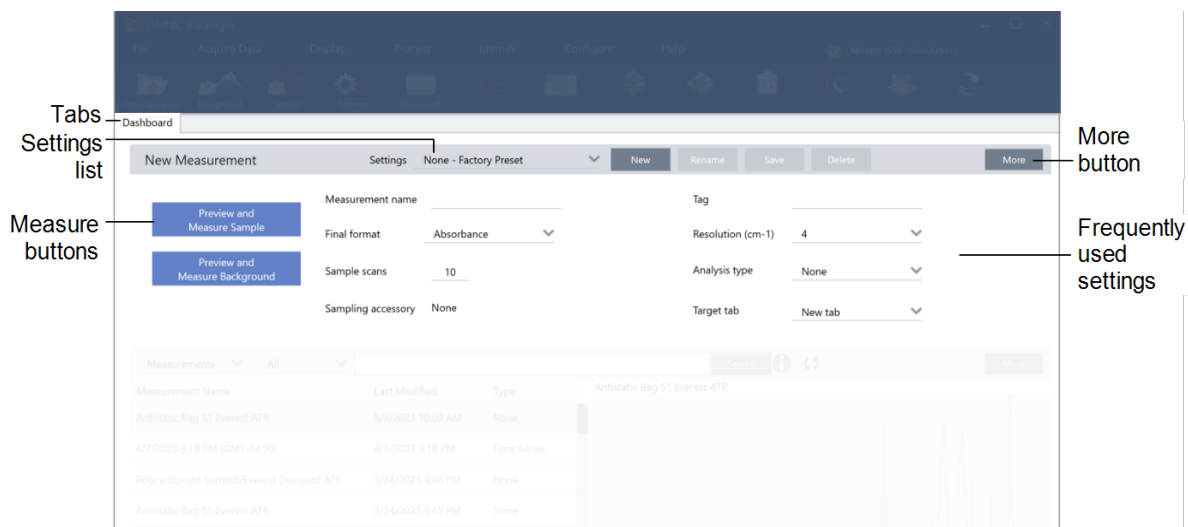 OMNIC Paradigm
File Acquire Data Display Process Identify Configure Help
Background
Tabs
Dashboard
Settings
list
New Measurement Settings None - Factory Preset New Rename Save Delete More
More
button
Measure
buttons
Preview and
Measure Sample
Preview and
Measure Background
Measurement name
Final format Absorbance
Sample scans 10
Sampling accessory None
Tag
Resolution (cm-1) 4
Analysis type None
Target tab New tab
Frequently
used
settings
Measurements All Search More
Measurement Name Last Modified Type
Antistatic Bag S1 Everest ATR 5/3/2023 10:09 AM None
4/7/2023 3:18 PM (GMT-04:00) 4/7/2023 3:18 PM Time Series
Polycarbonate Summit/Everest Diamond ATR 3/24/2023 4:46 PM None
Antistatic Bag S1 Everest ATR 3/24/2023 4:45 PM None
Antistatic Bag S1 Everest ATR